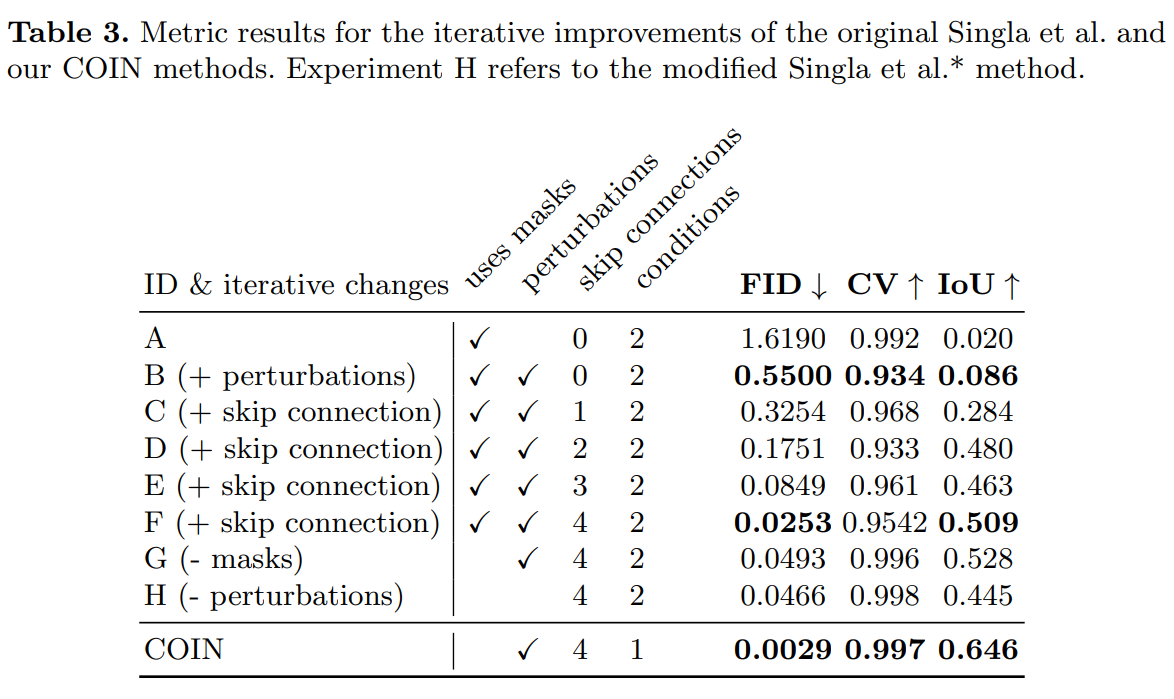 Table 3. Metric results for the iterative improvements of the original Singla et al. and
our COIN methods. Experiment H refers to the modified Singla et al.* method.
ID & iterative changes uses masks perturbations skip connections conditions FID ↓ CV ↑ IoU ↑
A ✓ 0 2 1.6190 0.992 0.020
B (+ perturbations) ✓ ✓ 0 2 0.5500 0.934 0.086
C (+ skip connection) ✓ ✓ 1 2 0.3254 0.968 0.284
D (+ skip connection) ✓ ✓ 2 2 0.1751 0.933 0.480
E (+ skip connection) ✓ ✓ 3 2 0.0849 0.961 0.463
F (+ skip connection) ✓ ✓ 4 2 0.0253 0.9542 0.509
G (- masks) ✓ 4 2 0.0493 0.996 0.528
H (- perturbations) 4 2 0.0466 0.998 0.445
COIN ✓ 4 1 0.0029 0.997 0.646